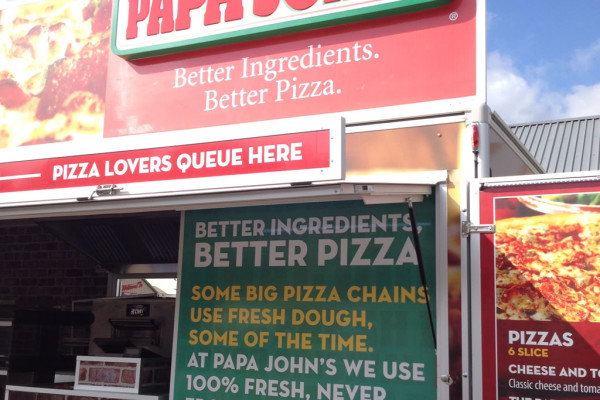 PAPA JOHN
®
Better Ingredients.
Better Pizza.
PIZZA LOVERS QUEUE HERE
BETTER INGREDIENTS
BETTER PIZZA
SOME BIG PIZZA CHAINS
USE FRESH DOUGH,
SOME OF THE TIME.
AT PAPA JOHN'S WE USE
100% FRESH, NEVER
PIZZAS
6 SLICE
CHEESE AND TO
Classic cheese and toma